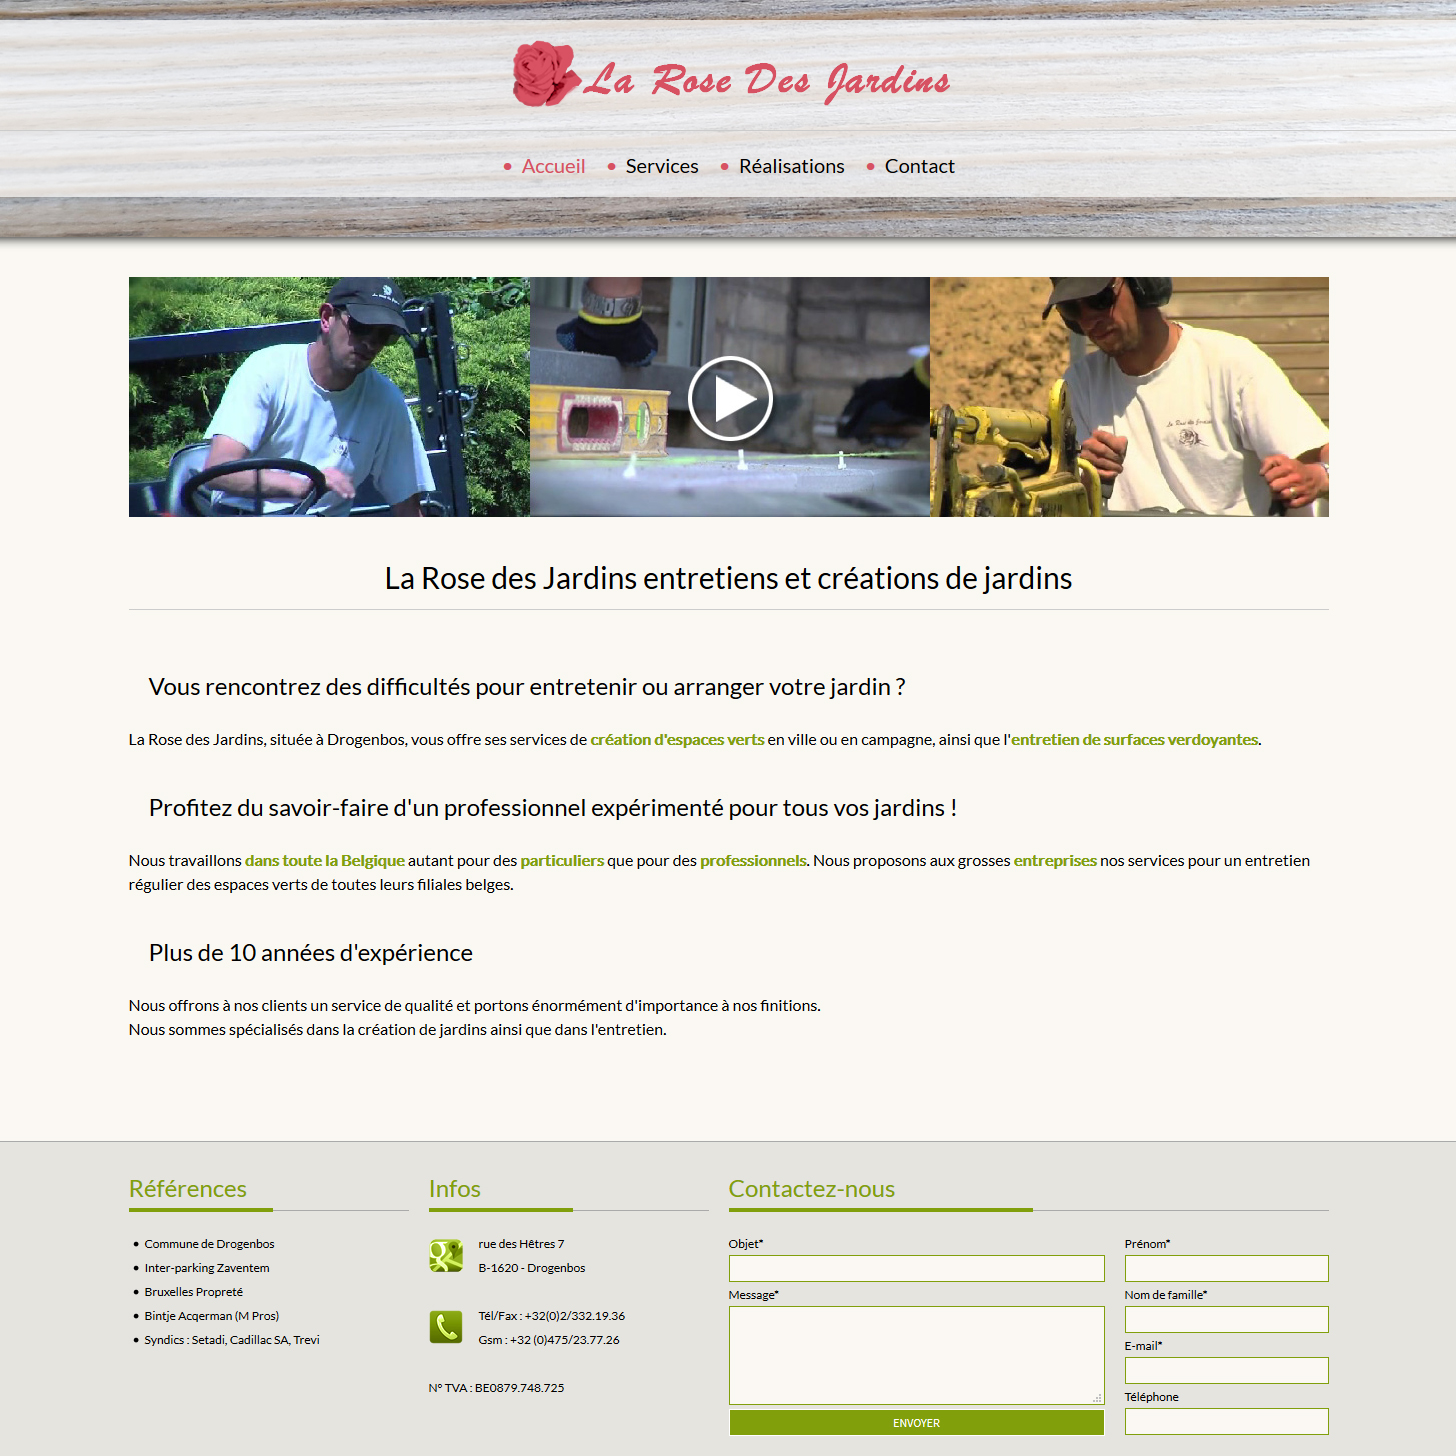 La Rose Des Jardins
Accueil
Services
Réalisations
Contact
La Rose des Jardins entretiens et créations de jardins
Vous rencontrez des difficultés pour entretenir ou arranger votre jardin ?
La Rose des Jardins, située à Drogenbos, vous offre ses services de création d'espaces verts en ville ou en campagne, ainsi que l'entretien de surfaces verdoyantes.
Profitez du savoir-faire d'un professionnel expérimenté pour tous vos jardins !
Nous travaillons dans toute la Belgique autant pour des particuliers que pour des professionnels. Nous proposons aux grosses entreprises nos services pour un entretien
régulier des espaces verts de toutes leurs filiales belges.
Plus de 10 années d'expérience
Nous offrons à nos clients un service de qualité et portons énormément d'importance à nos finitions.
Nous sommes spécialisés dans la création de jardins ainsi que dans l'entretien.
Références
Commune de Drogenbos
Inter-parking Zaventem
Bruxelles Propreté
Bintje Acqerman (M Pros)
Syndics : Setadi, Cadillac SA, Trevi
Infos
rue des Hêtres 7
B-1620 - Drogenbos
Tél/Fax : +32(0)2/332.19.36
Gsm : +32 (0)475/23.77.26
N° TVA : BE0879.748.725
Contactez-nous
Objet*
Message*
ENVOYER
Prénom*
Nom de famille*
E-mail*
Téléphone